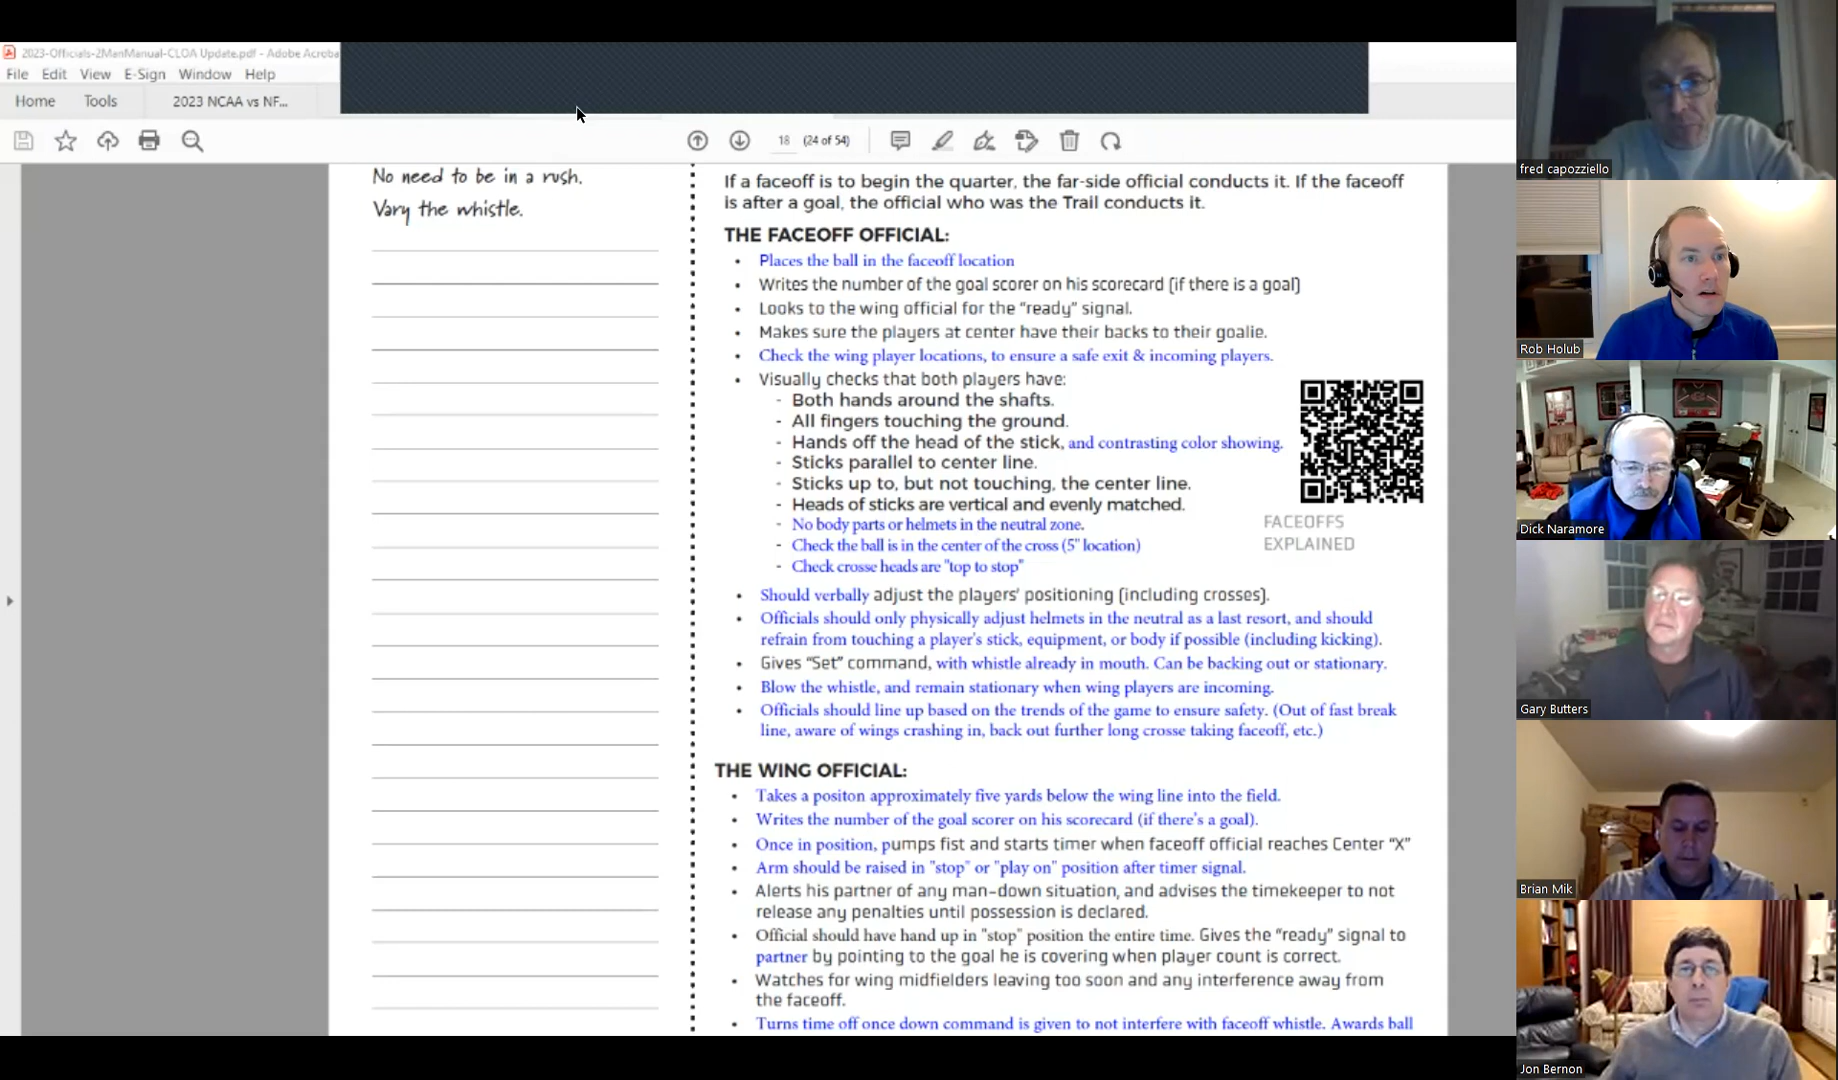 2023-Officials-2ManManual-CLOA Update.pdf - Adobe Acroba
File Edit View E-Sign Window Help
Home Tools 2023 NCAA vs NF...
18 (24 of 54)
No need to be in a rush.
Vary the whistle.
If a faceoff is to begin the quarter, the far-side official conducts it. If the faceoff
is after a goal, the official who was the Trail conducts it.
THE FACEOFF OFFICIAL:
• Places the ball in the faceoff location
• Writes the number of the goal scorer on his scorecard (if there is a goal)
• Looks to the wing official for the "ready" signal.
• Makes sure the players at center have their backs to their goalie.
• Check the wing player locations, to ensure a safe exit & incoming players.
• Visually checks that both players have:
- Both hands around the shafts.
- All fingers touching the ground.
- Hands off the head of the stick, and contrasting color showing.
- Sticks parallel to center line.
- Sticks up to, but not touching, the center line.
- Heads of sticks are vertical and evenly matched.
- No body parts or helmets in the neutral zone.
- Check the ball is in the center of the cross (5" location)
- Check crosse heads are "top to stop"
FACEOFFS
EXPLAINED
• Should verbally adjust the players' positioning (including crosses).
• Officials should only physically adjust helmets in the neutral as a last resort, and should
refrain from touching a player's stick, equipment, or body if possible (including kicking).
• Gives "Set" command, with whistle already in mouth. Can be backing out or stationary.
• Blow the whistle, and remain stationary when wing players are incoming.
• Officials should line up based on the trends of the game to ensure safety. (Out of fast break
line, aware of wings crashing in, back out further long crosse taking faceoff, etc.)
THE WING OFFICIAL:
• Takes a positon approximately five yards below the wing line into the field.
• Writes the number of the goal scorer on his scorecard (if there's a goal).
• Once in position, pumps fist and starts timer when faceoff official reaches Center "X"
• Arm should be raised in "stop" or "play on" position after timer signal.
• Alerts his partner of any man-down situation, and advises the timekeeper to not
release any penalties until possession is declared.
• Official should have hand up in "stop" position the entire time. Gives the "ready" signal to
partner by pointing to the goal he is covering when player count is correct.
• Watches for wing midfielders leaving too soon and any interference away from
the faceoff.
• Turns time off once down command is given to not interfere with faceoff whistle. Awards ball
fred capozziello
Rob Holub
Dick Naramore
Gary Butters
Brian Mik
Jon Bernon